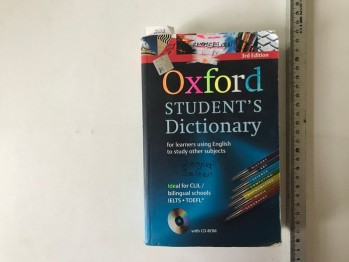 3rd Edition
Oxford
STUDENT'S
Dictionary
for learners using English
to study other subjects
Ideal for CLIL /
bilingual schools
IELTS • TOEFL®
with CD-ROM